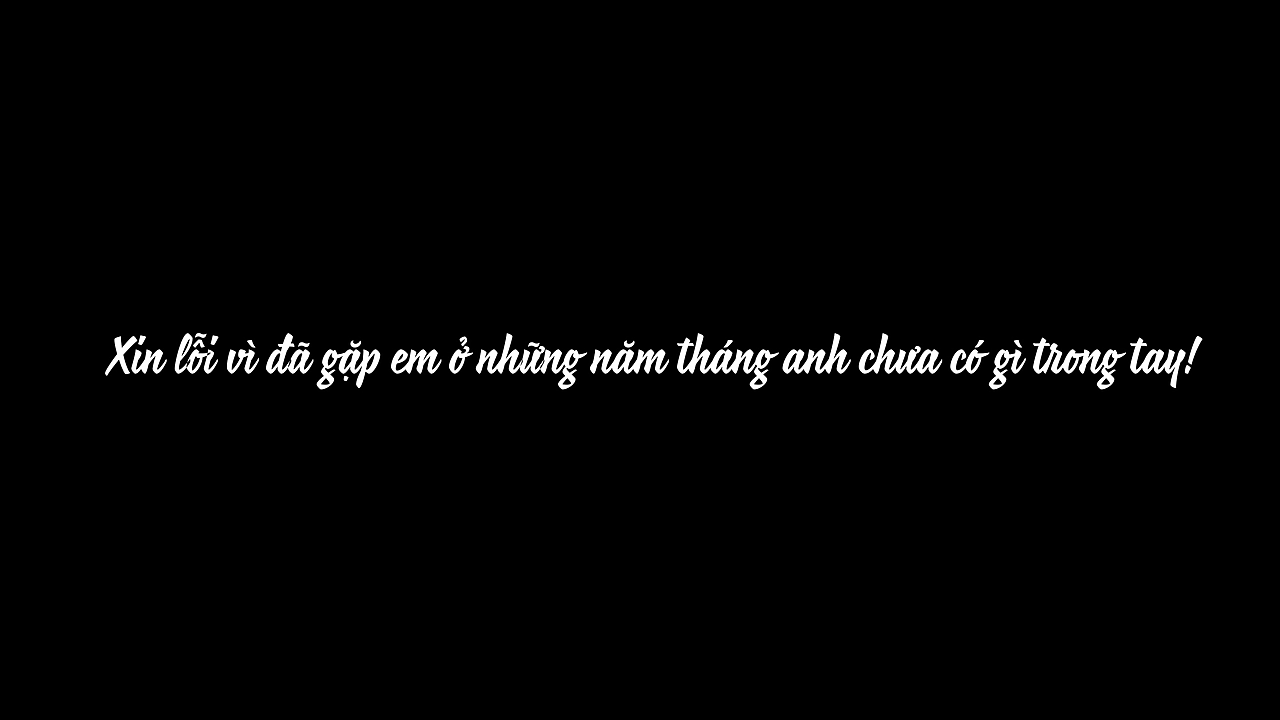 Xin lỗi vì đã gặp em ở những năm tháng anh chưa có gì trong tay!